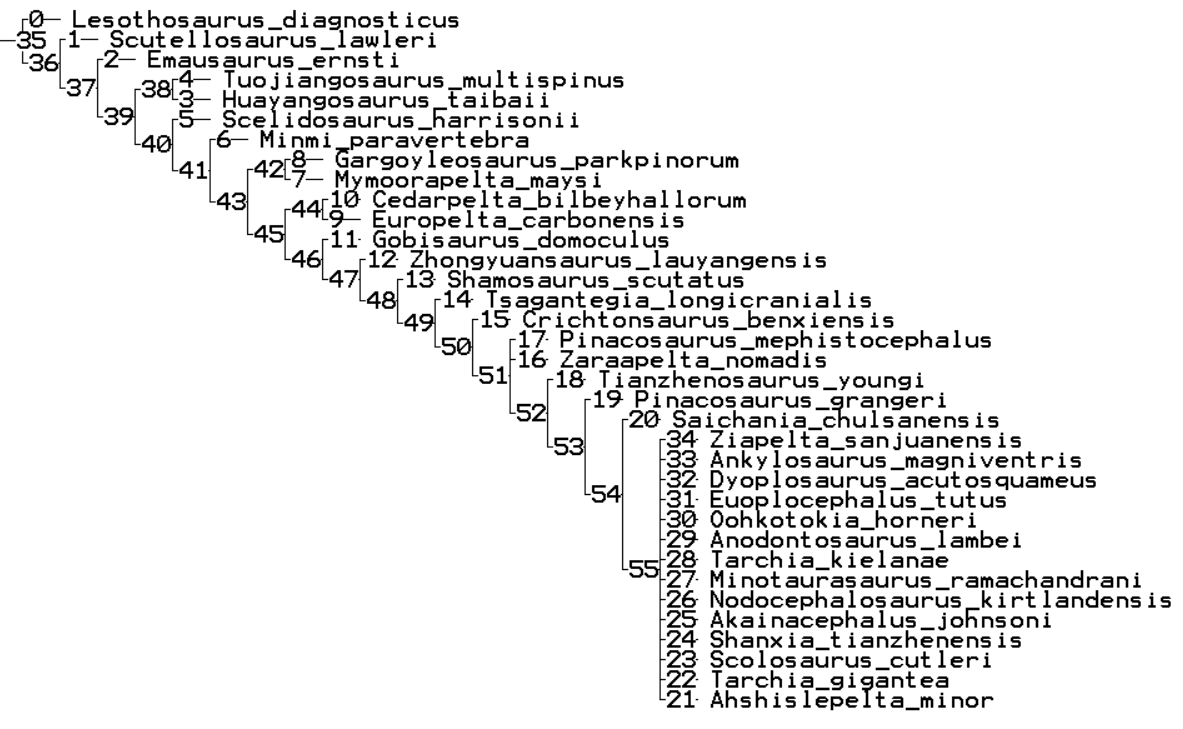 0 Lesothosaurus_diagnosticus
35
1 Scutellosaurus_lawleri
36
2 Emausaurus_ernsti
37
38 4 Tuojiangosaurus_multispinus
3 Huayangosaurus_taibaii
39
5 Scelidosaurus_harrisonii
40
6 Minmi_paravertebra
41
42 8 Gargoyleosaurus_parkpinorum
7 Mymoorapelta_maysi
43
44 10 Cedarpelta_bilbeyhallorum
9 Europelta_carbonensis
45
11 Gobisaurus_domoculus
46
12 Zhongyuansaurus_lauyangensis
47
13 Shamosaurus_scutatus
48
14 Tsagantegia_longicranialis
49
15 Crichtonsaurus_benxiensis
50
17 Pinacosaurus_mephistocephalus
16 Zaraapelta_nomadis
51
18 Tianzhenosaurus_youngi
19 Pinacosaurus_grangeri
52
20 Saichania_chulsanensis
53
34 Ziapelta_sanjuanensis
33 Ankylosaurus_magniventris
32 Dyoplosaurus_acutosquameus
54
31 Euoplocephalus_tutus
30 Oohkotokia_horneri
29 Anodontosaurus_lambei
28 Tarchia_kielanae
55
27 Minotaurasaurus_ramachandrani
26 Nodocephalosaurus_kirtlandensis
25 Akainacephalus_johnsoni
24 Shanxia_tianzhenensis
23 Scolosaurus_cutleri
22 Tarchia_gigantea
21 Ahshislepelta_minor